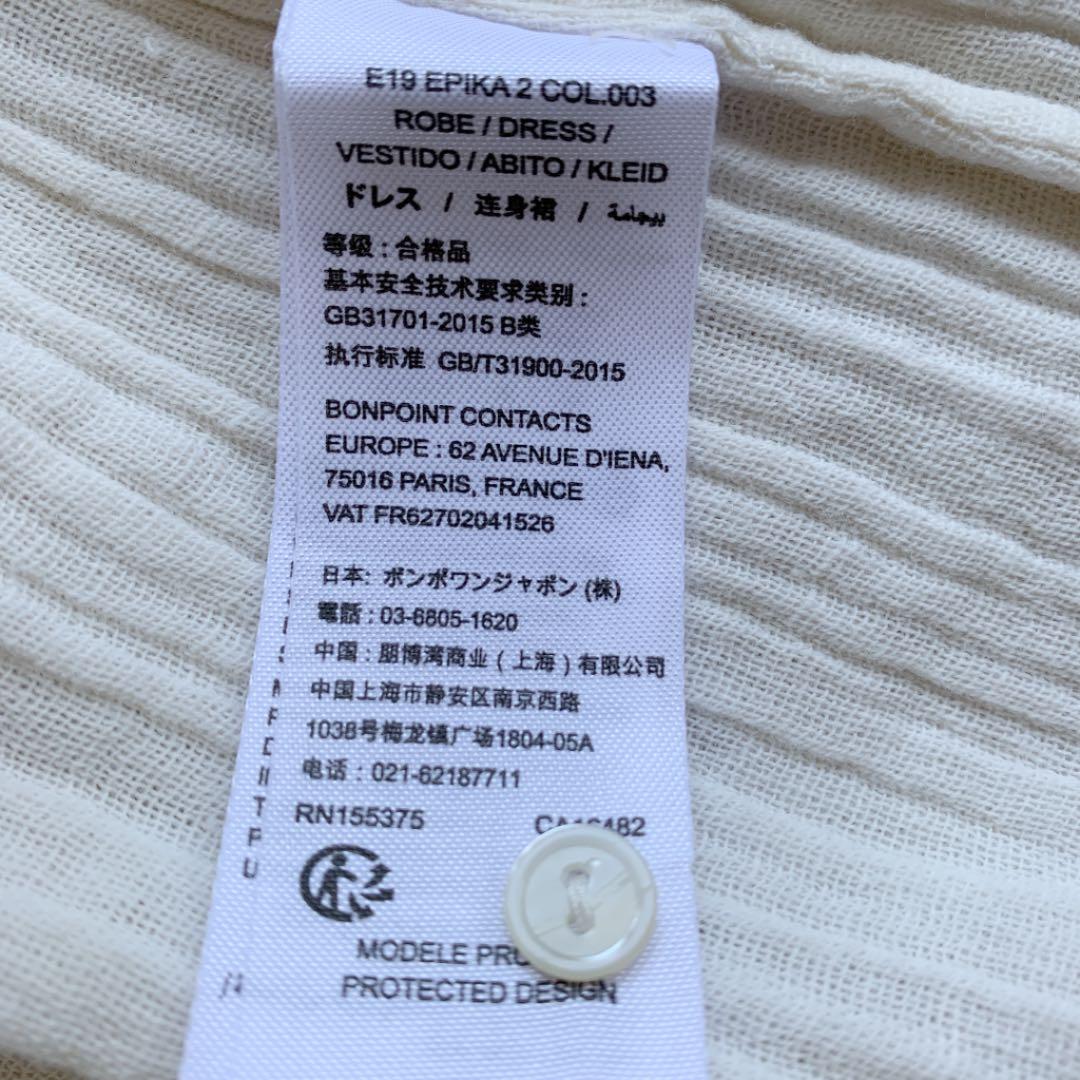 E19 EPIKA 2 COL.003
ROBE / DRESS /
VESTIDO / ABITO / KLEID
ドレス / 连身裙 / بيجامة
等级 : 合格品
基本安全技术要求类别 :
GB31701-2015 B类
执行标准 GB/T31900-2015
BONPOINT CONTACTS
EUROPE : 62 AVENUE D'IENA,
75016 PARIS, FRANCE
VAT FR62702041526
日本: ボンポワンジャポン (株)
電話 : 03-6805-1620
中国 : 朋博湾商业 ( 上海 ) 有限公司
中国上海市静安区南京西路
1038号梅龙镇广场1804-05A
电话 : 021-62187711
RN155375
MODELE
PROTECTED DESIGN